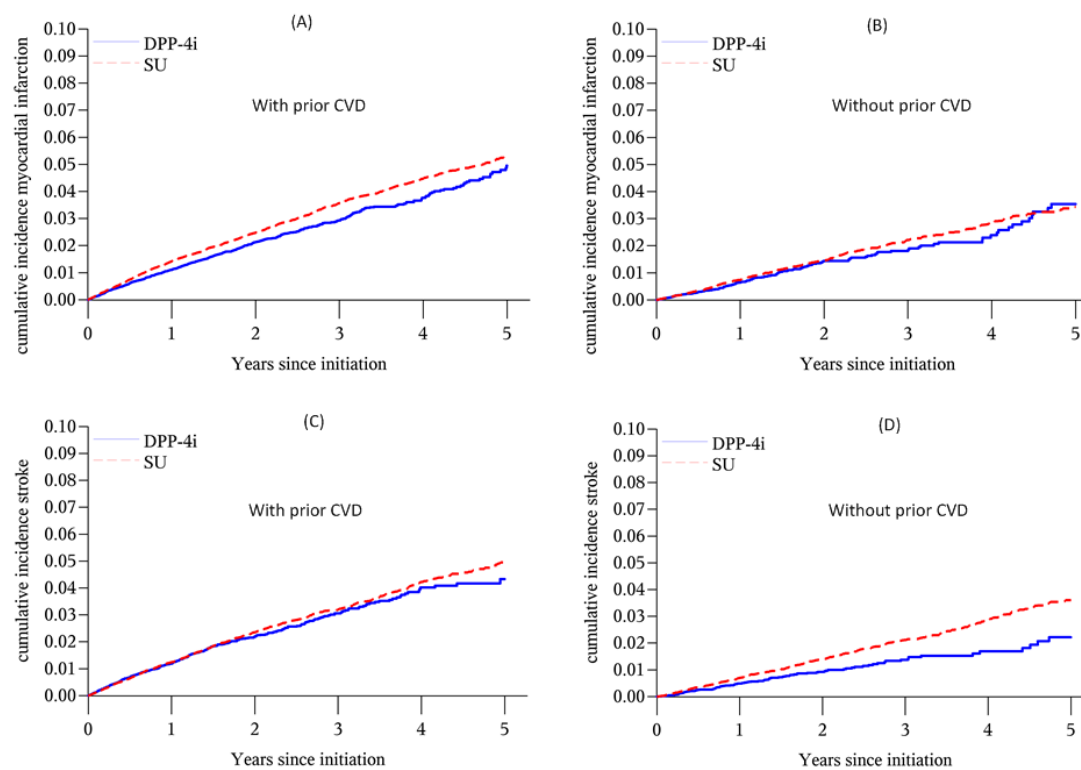 (A)
cumulative incidence myocardial infarction
0.10
0.09
0.08
0.07
0.06
0.05
0.04
0.03
0.02
0.01
0.00
DPP-4i
SU
With prior CVD
0 1 2 3 4 5
Years since initiation
(B)
cumulative incidence myocardial infarction
0.10
0.09
0.08
0.07
0.06
0.05
0.04
0.03
0.02
0.01
0.00
DPP-4i
SU
Without prior CVD
0 1 2 3 4 5
Years since initiation
(C)
cumulative incidence stroke
0.10
0.09
0.08
0.07
0.06
0.05
0.04
0.03
0.02
0.01
0.00
DPP-4i
SU
With prior CVD
0 1 2 3 4 5
Years since initiation
(D)
cumulative incidence stroke
0.10
0.09
0.08
0.07
0.06
0.05
0.04
0.03
0.02
0.01
0.00
DPP-4i
SU
Without prior CVD
0 1 2 3 4 5
Years since initiation